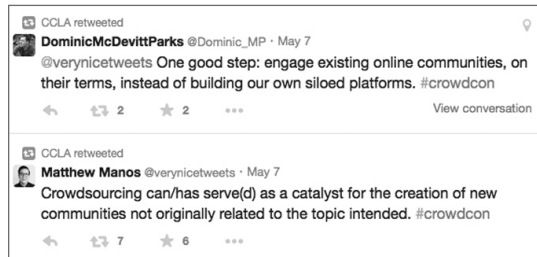 CCLA retweeted
DominicMcDevittParks @Dominic_MP · May 7
@verynicetweets One good step: engage existing online communities, on
their terms, instead of building our own siloed platforms. #crowdcon
2 2 View conversation
CCLA retweeted
Matthew Manos @verynicetweets · May 7
Crowdsourcing can/has serve(d) as a catalyst for the creation of new
communities not originally related to the topic intended. #crowdcon
7 6